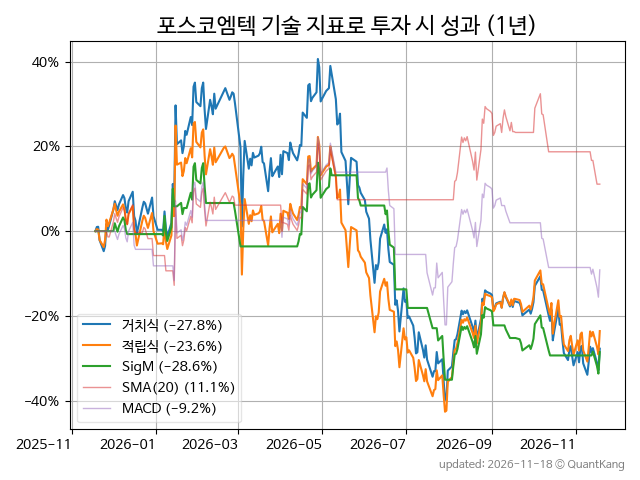 포스코엠텍 기술 지표로 투자 시 성과 (1년)
40%
20%
0%
−20%
−40%
거치식 (−27.8%)
적립식 (−23.6%)
SigM (−28.6%)
SMA(20) (11.1%)
MACD (−9.2%)
2025-11 2026-01 2026-03 2026-05 2026-07 2026-09 2026-11
updated: 2026-11-18 © QuantKang